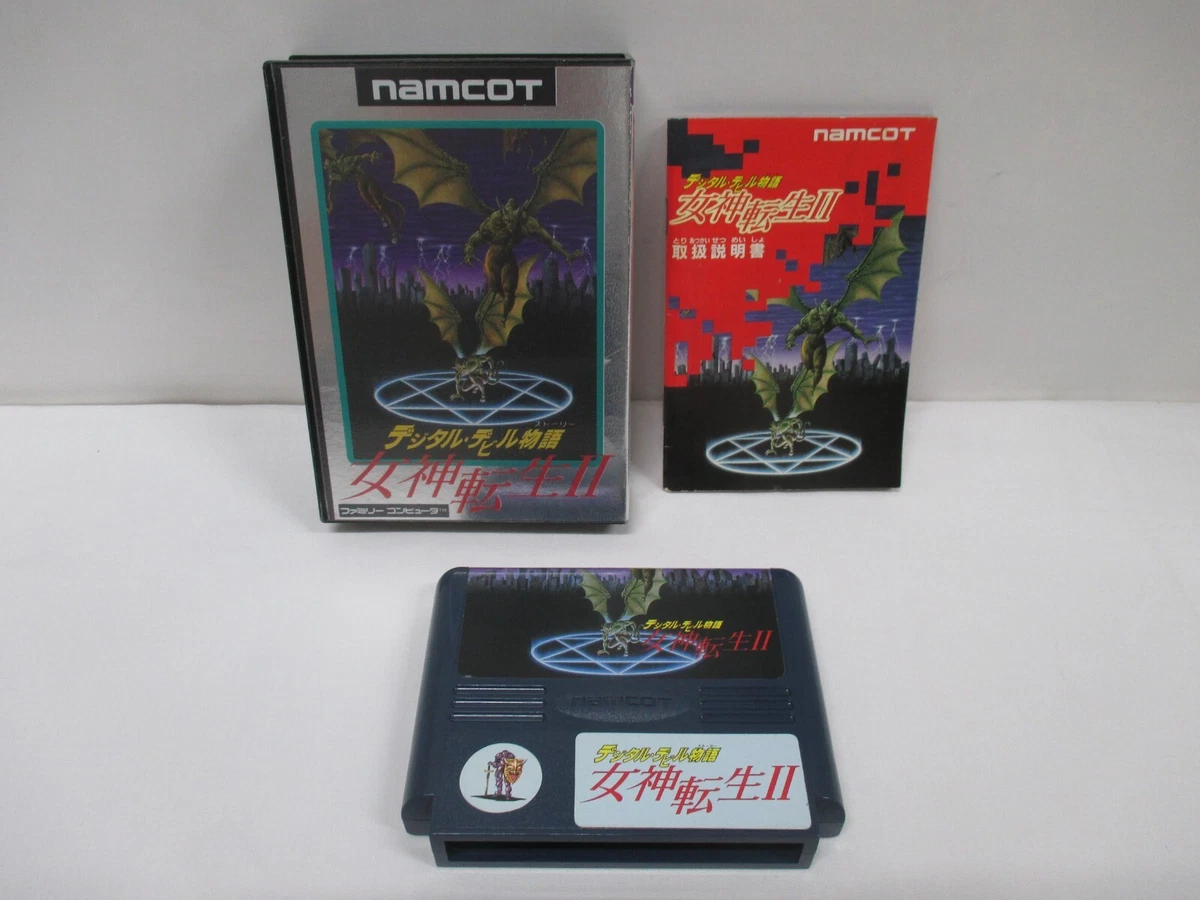 namcot
ストーリー
デジタル・デビル物語
女神転生II
ファミリー コンピュータ™
namcot
デジタル・デビル物語
女神転生II
とり あつかい せつ めい しょ
取扱説明書
デジタル・デビル物語
女神転生II
namcot
デジタル・デビル物語
女神転生II